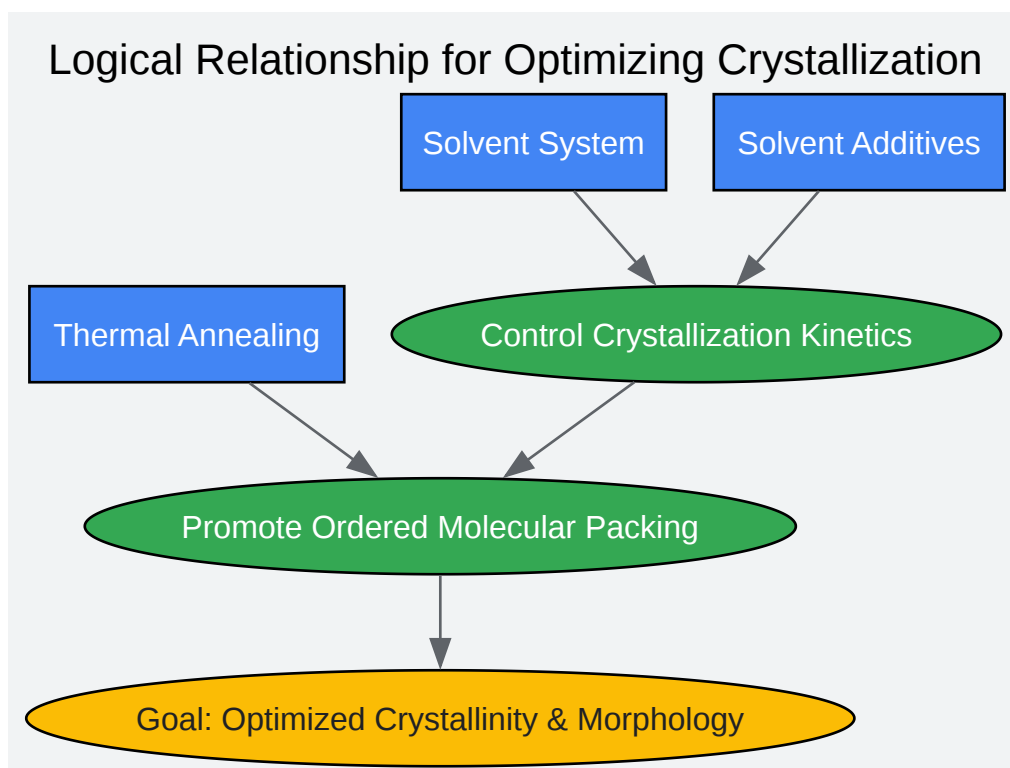 Logical Relationship for Optimizing Crystallization
Solvent System
Solvent Additives
Thermal Annealing
Control Crystallization Kinetics
Promote Ordered Molecular Packing
Goal: Optimized Crystallinity & Morphology